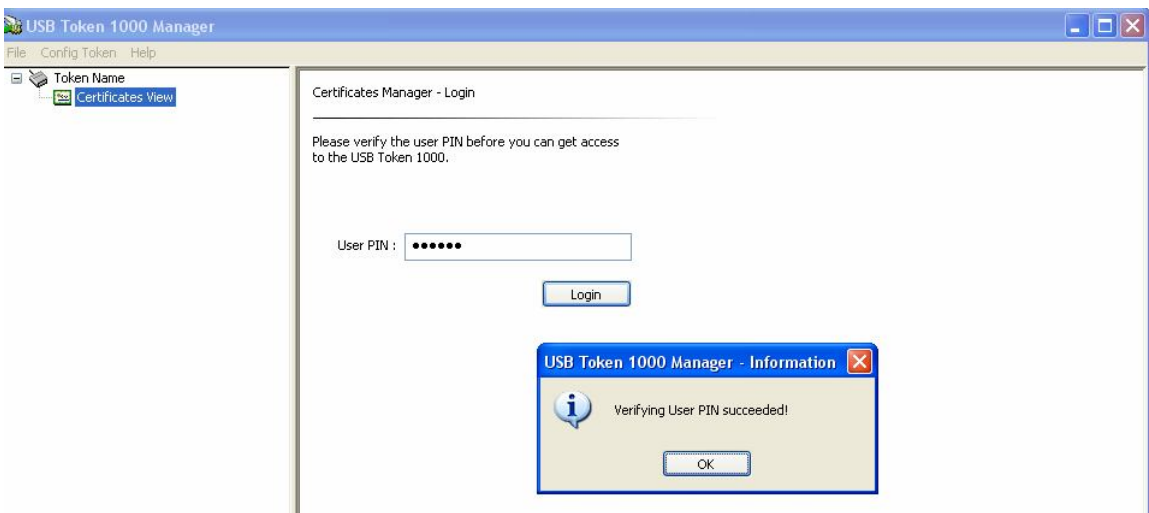 USB Token 1000 Manager
File Config Token Help
Token Name
Certificates View
Certificates Manager - Login
Please verify the user PIN before you can get access
to the USB Token 1000.
User PIN : ●●●●●●
Login
USB Token 1000 Manager - Information
Verifying User PIN succeeded!
OK